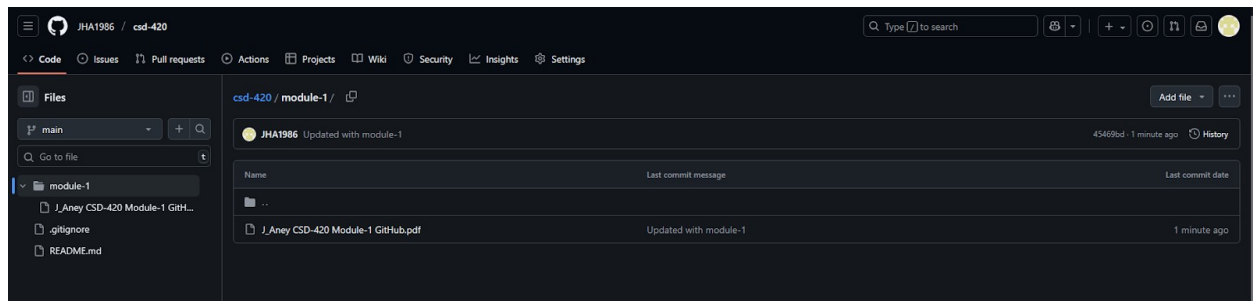 JHA1986 / csd-420
Type / to search
Code Issues Pull requests Actions Projects Wiki Security Insights Settings
Files
main
Go to file t
module-1
J_Aney CSD-420 Module-1 GitH...
.gitignore
README.md
csd-420 / module-1 /
Add file
JHA1986 Updated with module-1 45469bd · 1 minute ago History
Name Last commit message Last commit date
..
J_Aney CSD-420 Module-1 GitHub.pdf Updated with module-1 1 minute ago